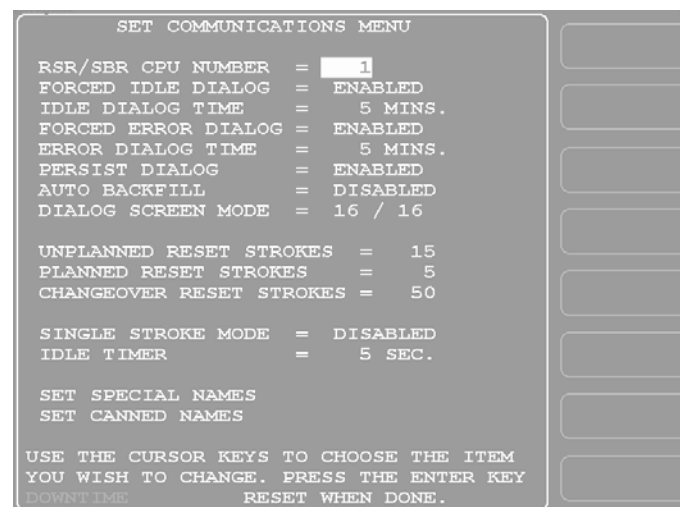 SET COMMUNICATIONS MENU
RSR/SBR CPU NUMBER = 1
FORCED IDLE DIALOG = ENABLED
IDLE DIALOG TIME = 5 MINS.
FORCED ERROR DIALOG = ENABLED
ERROR DIALOG TIME = 5 MINS.
PERSIST DIALOG = ENABLED
AUTO BACKFILL = DISABLED
DIALOG SCREEN MODE = 16 / 16
UNPLANNED RESET STROKES = 15
PLANNED RESET STROKES = 5
CHANGEOVER RESET STROKES = 50
SINGLE STROKE MODE = DISABLED
IDLE TIMER = 5 SEC.
SET SPECIAL NAMES
SET CANNED NAMES
USE THE CURSOR KEYS TO CHOOSE THE ITEM
YOU WISH TO CHANGE. PRESS THE ENTER KEY
DOWNTIME RESET WHEN DONE.